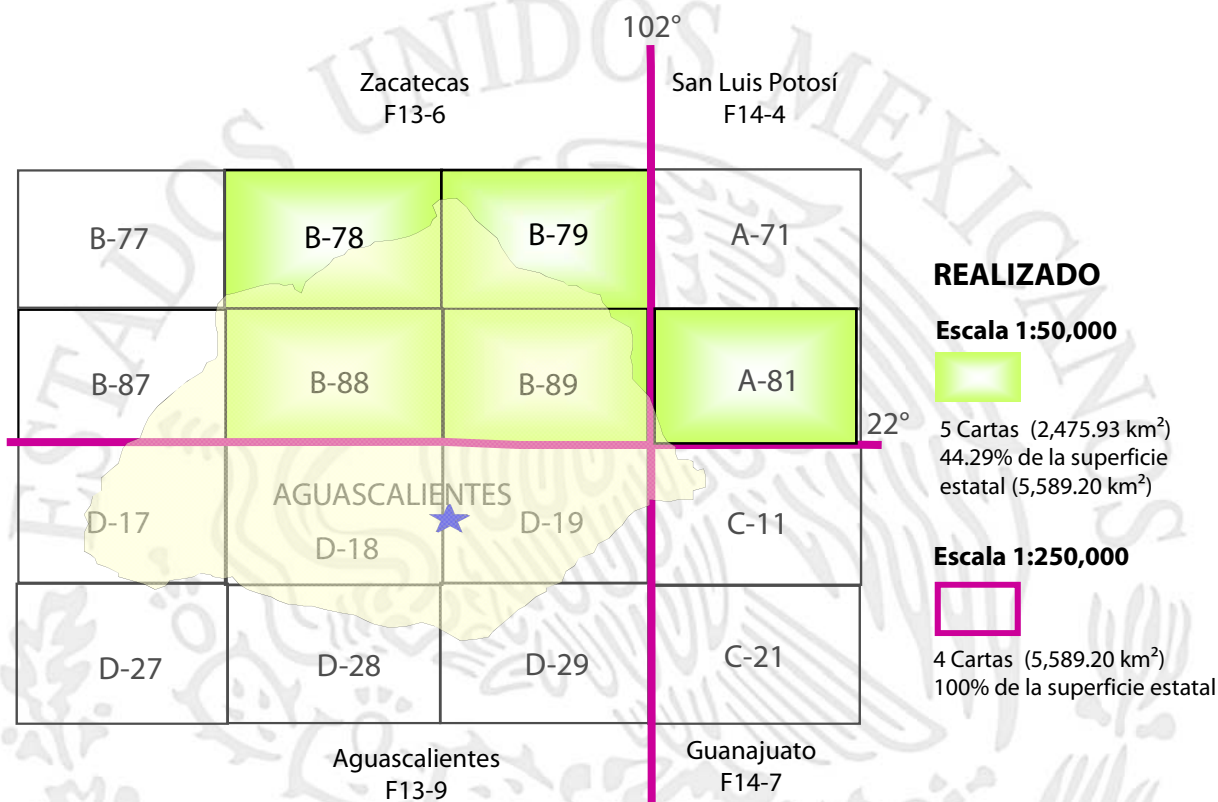 ESTADOS UNIDOS MEXICANOS
102°
Zacatecas
F13-6
San Luis Potosí
F14-4
B-77
B-78
B-79
A-71
B-87
B-88
B-89
A-81
22°
AGUASCALIENTES
D-17
D-18
D-19
C-11
D-27
D-28
D-29
C-21
Aguascalientes
F13-9
Guanajuato
F14-7
REALIZADO
Escala 1:50,000
5 Cartas (2,475.93 km²)
44.29% de la superficie
estatal (5,589.20 km²)
Escala 1:250,000
4 Cartas (5,589.20 km²)
100% de la superficie estatal